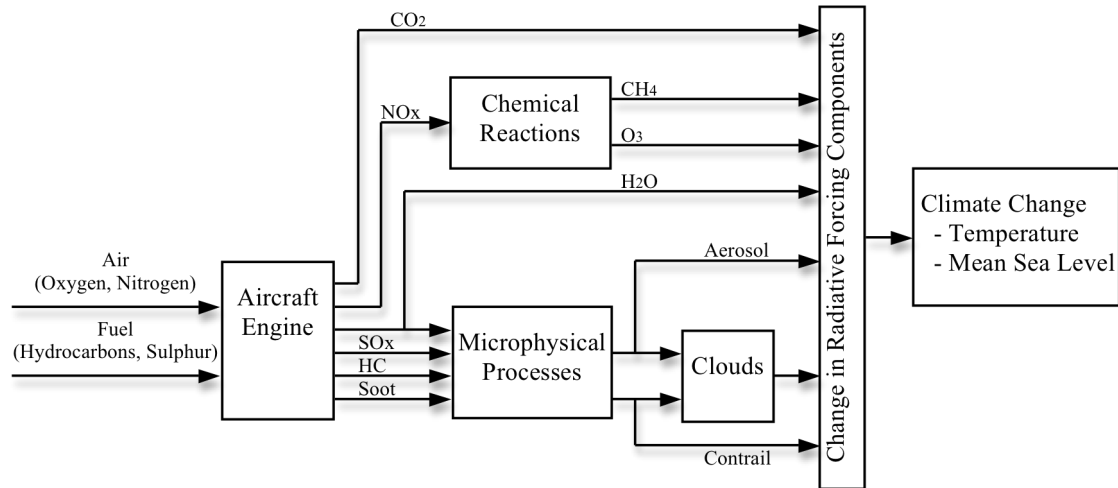 CO2
NOx
Chemical
Reactions
CH4
O3
H2O
Air
(Oxygen, Nitrogen)
Fuel
(Hydrocarbons, Sulphur)
Aircraft
Engine
SOx
HC
Soot
Microphysical
Processes
Aerosol
Clouds
Contrail
Change in Radiative Forcing Components
Climate Change
- Temperature
- Mean Sea Level